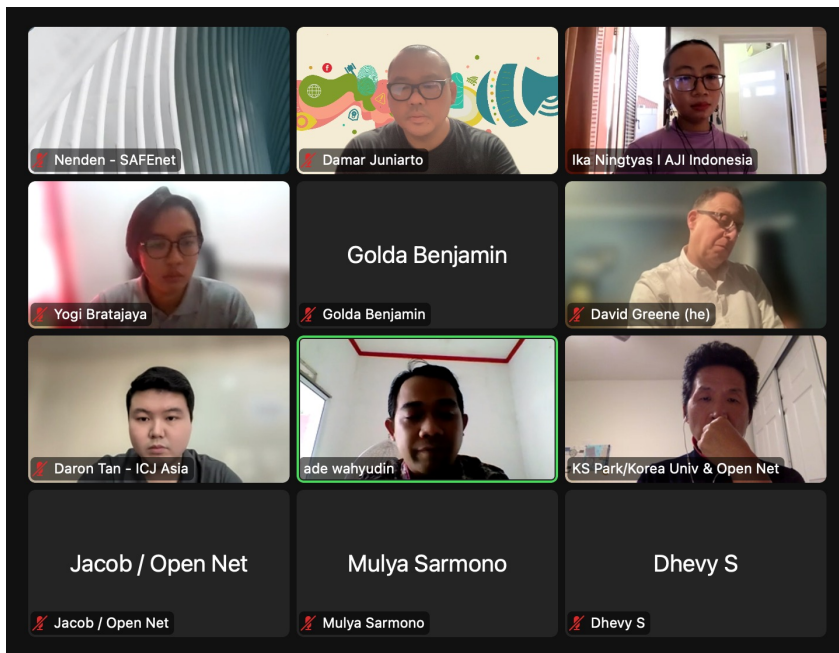 Nenden - SAFEnet
Damar Juniarto
Ika Ningtyas I AJI Indonesia
Yogi Bratajaya
Golda Benjamin
Golda Benjamin
David Greene (he)
Daron Tan - ICJ Asia
ade wahyudin
KS Park/Korea Univ & Open Net
Jacob / Open Net
Mulya Sarmono
Dhevy S
Jacob / Open Net
Mulya Sarmono
Dhevy S